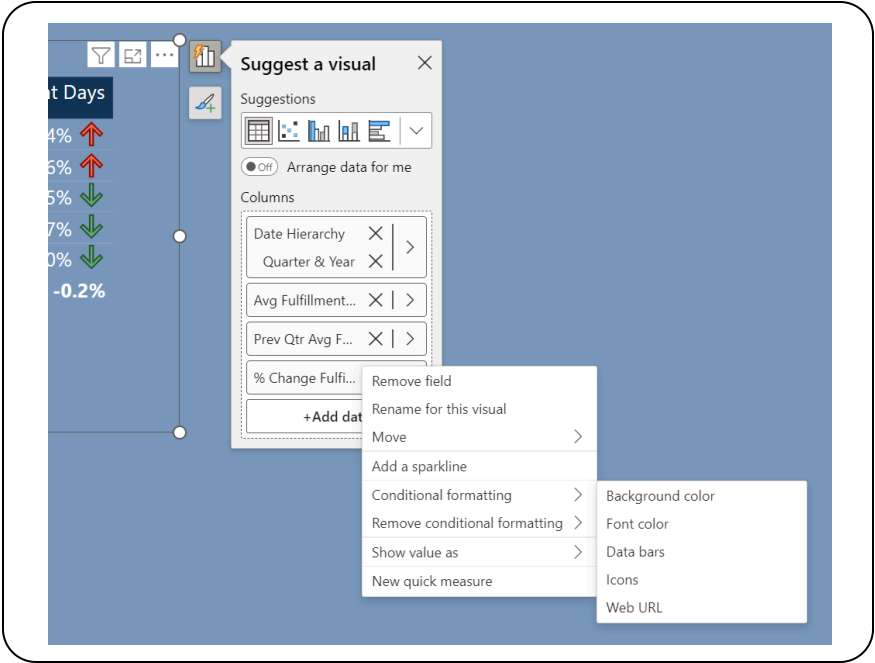 Suggest a visual
t Days
Suggestions
4%
6%
5%
7%
0%
-0.2%
Off Arrange data for me
Columns
Date Hierarchy
Quarter & Year
Avg Fulfillment...
Prev Qtr Avg F...
% Change Fulfi...
+Add dat
Remove field
Rename for this visual
Move
Add a sparkline
Conditional formatting
Remove conditional formatting
Show value as
New quick measure
Background color
Font color
Data bars
Icons
Web URL